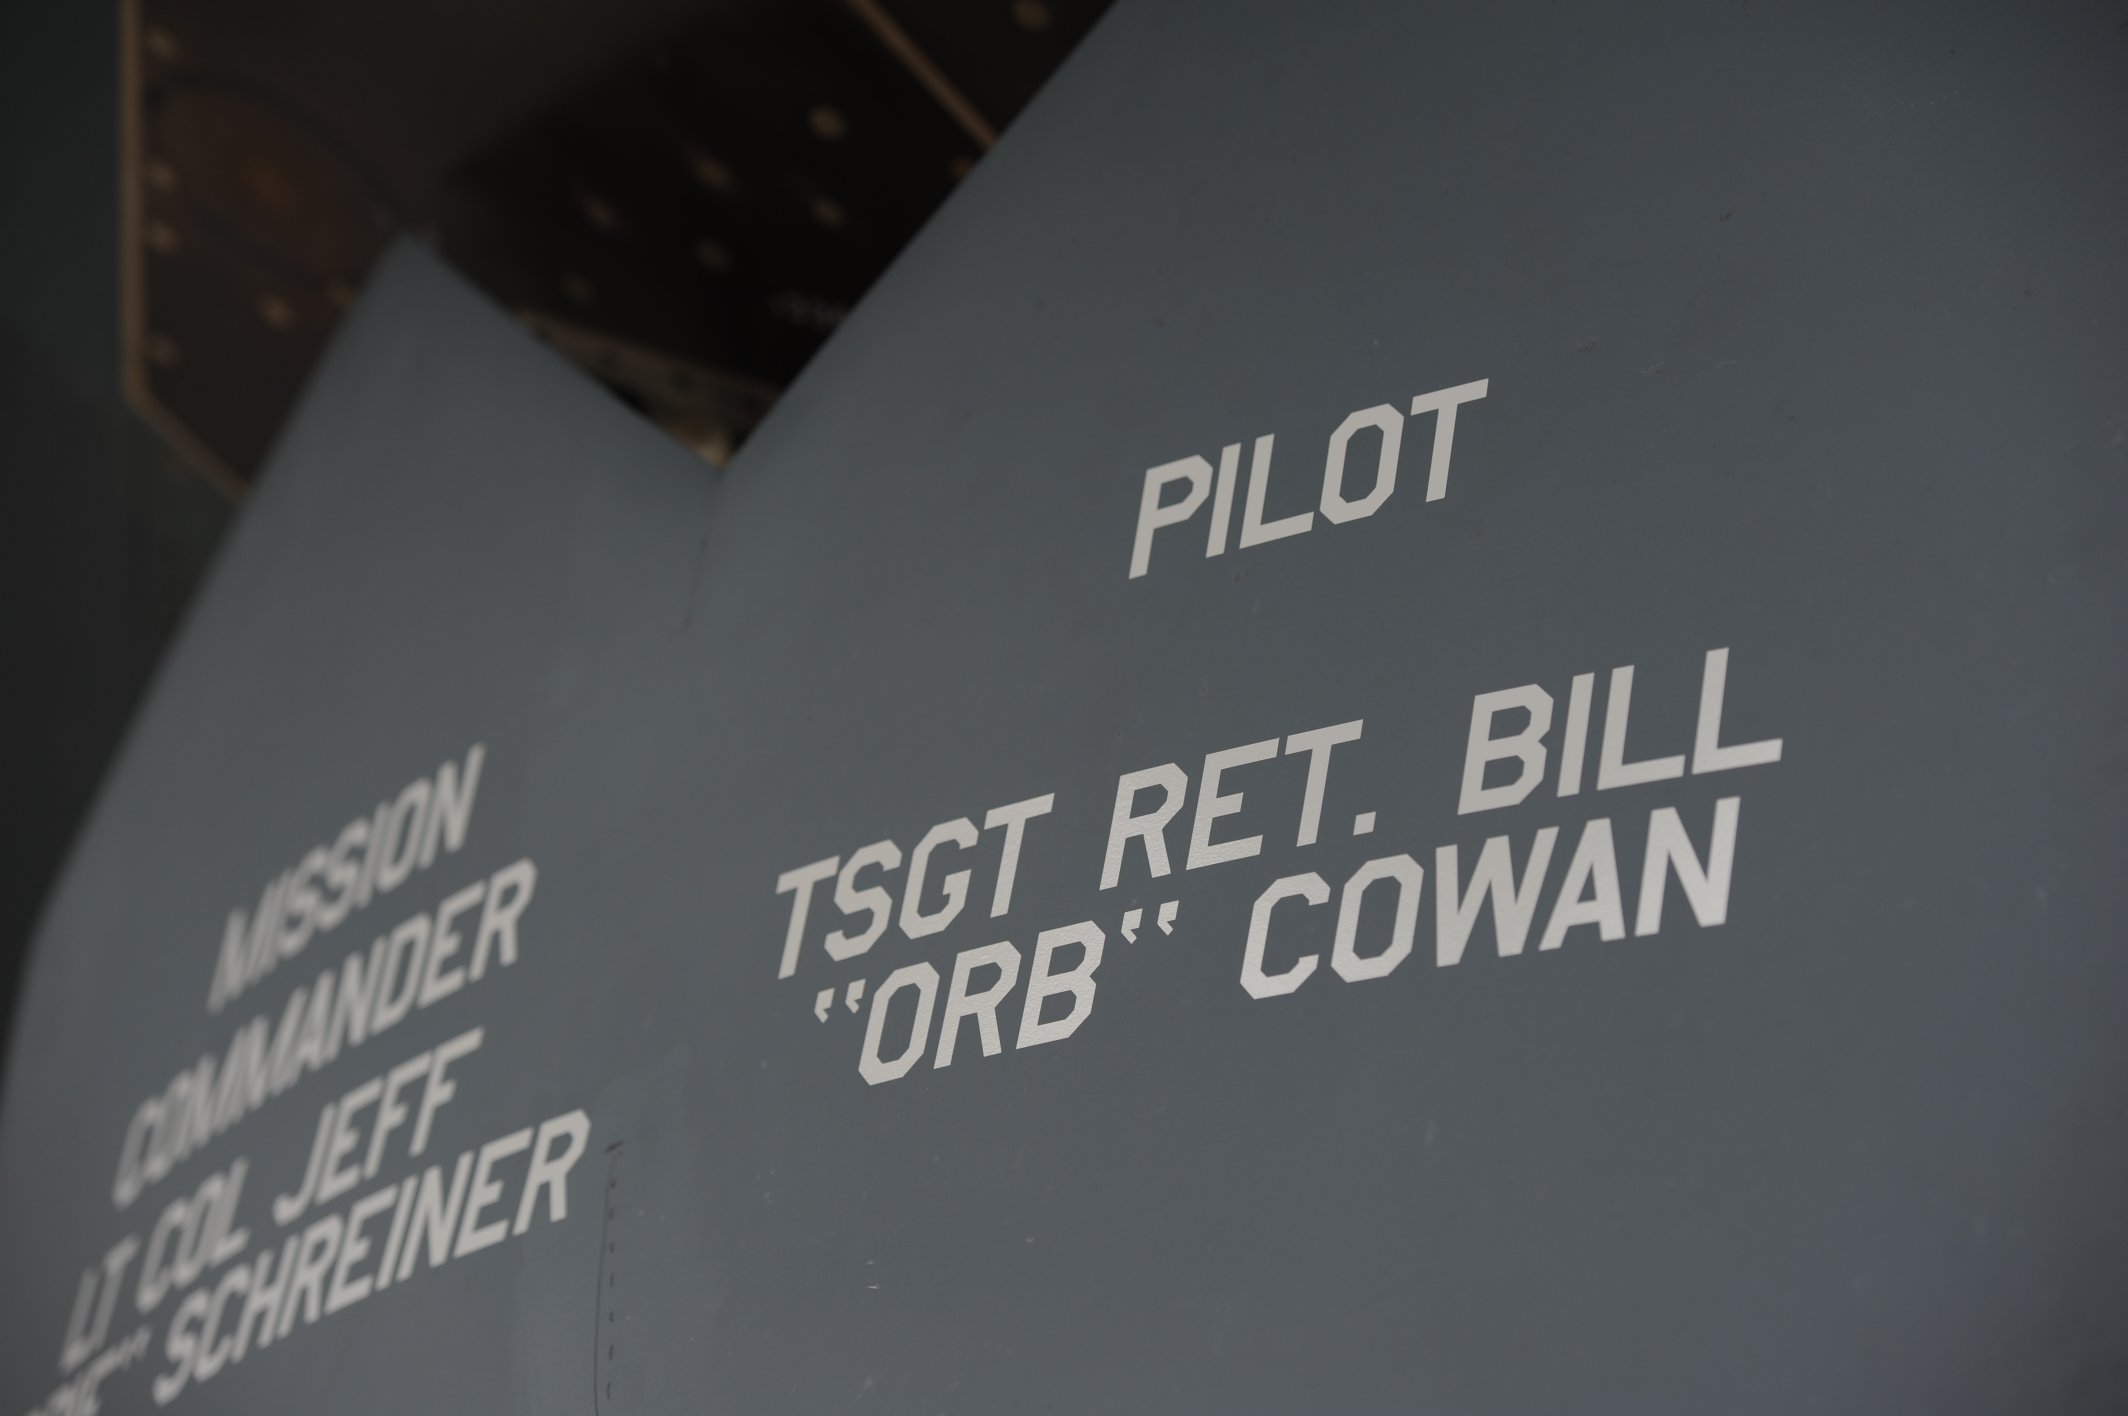 PILOT
TSGT RET. BILL
"ORB" COWAN
MISSION
COMMANDER
LT COL JEFF
SCHREINER